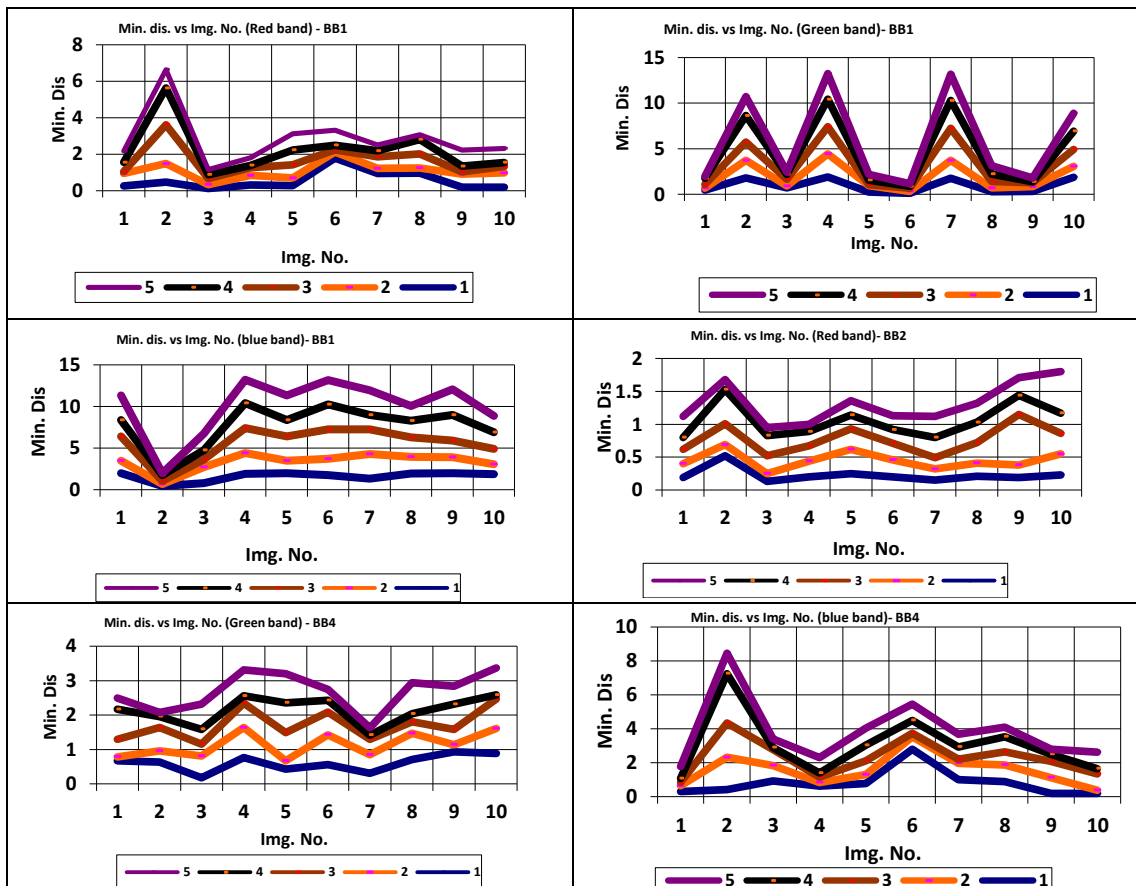 Min. dis. vs Img. No. (Red band) - BB1
8
6
4
2
0
Min. Dis
1 2 3 4 5 6 7 8 9 10
Img. No.
5 4 3 2 1
Min. dis. vs Img. No. (Green band)- BB1
15
10
5
0
Min. Dis
1 2 3 4 5 6 7 8 9 10
Img. No.
5 4 3 2 1
Min. dis. vs Img. No. (blue band)- BB1
15
10
5
0
Min. Dis
1 2 3 4 5 6 7 8 9 10
Img. No.
5 4 3 2 1
Min. dis. vs Img. No. (Red band)- BB2
2
1.5
1
0.5
0
Min. Dis
1 2 3 4 5 6 7 8 9 10
Img. No.
5 4 3 2 1
Min. dis. vs Img. No. (Green band) - BB4
4
3
2
1
0
Min. Dis
1 2 3 4 5 6 7 8 9 10
Img. No.
5 4 3 2 1
Min. dis. vs Img. No. (blue band)- BB4
10
8
6
4
2
0
Min. Dis
1 2 3 4 5 6 7 8 9 10
Img. No.
5 4 3 2 1